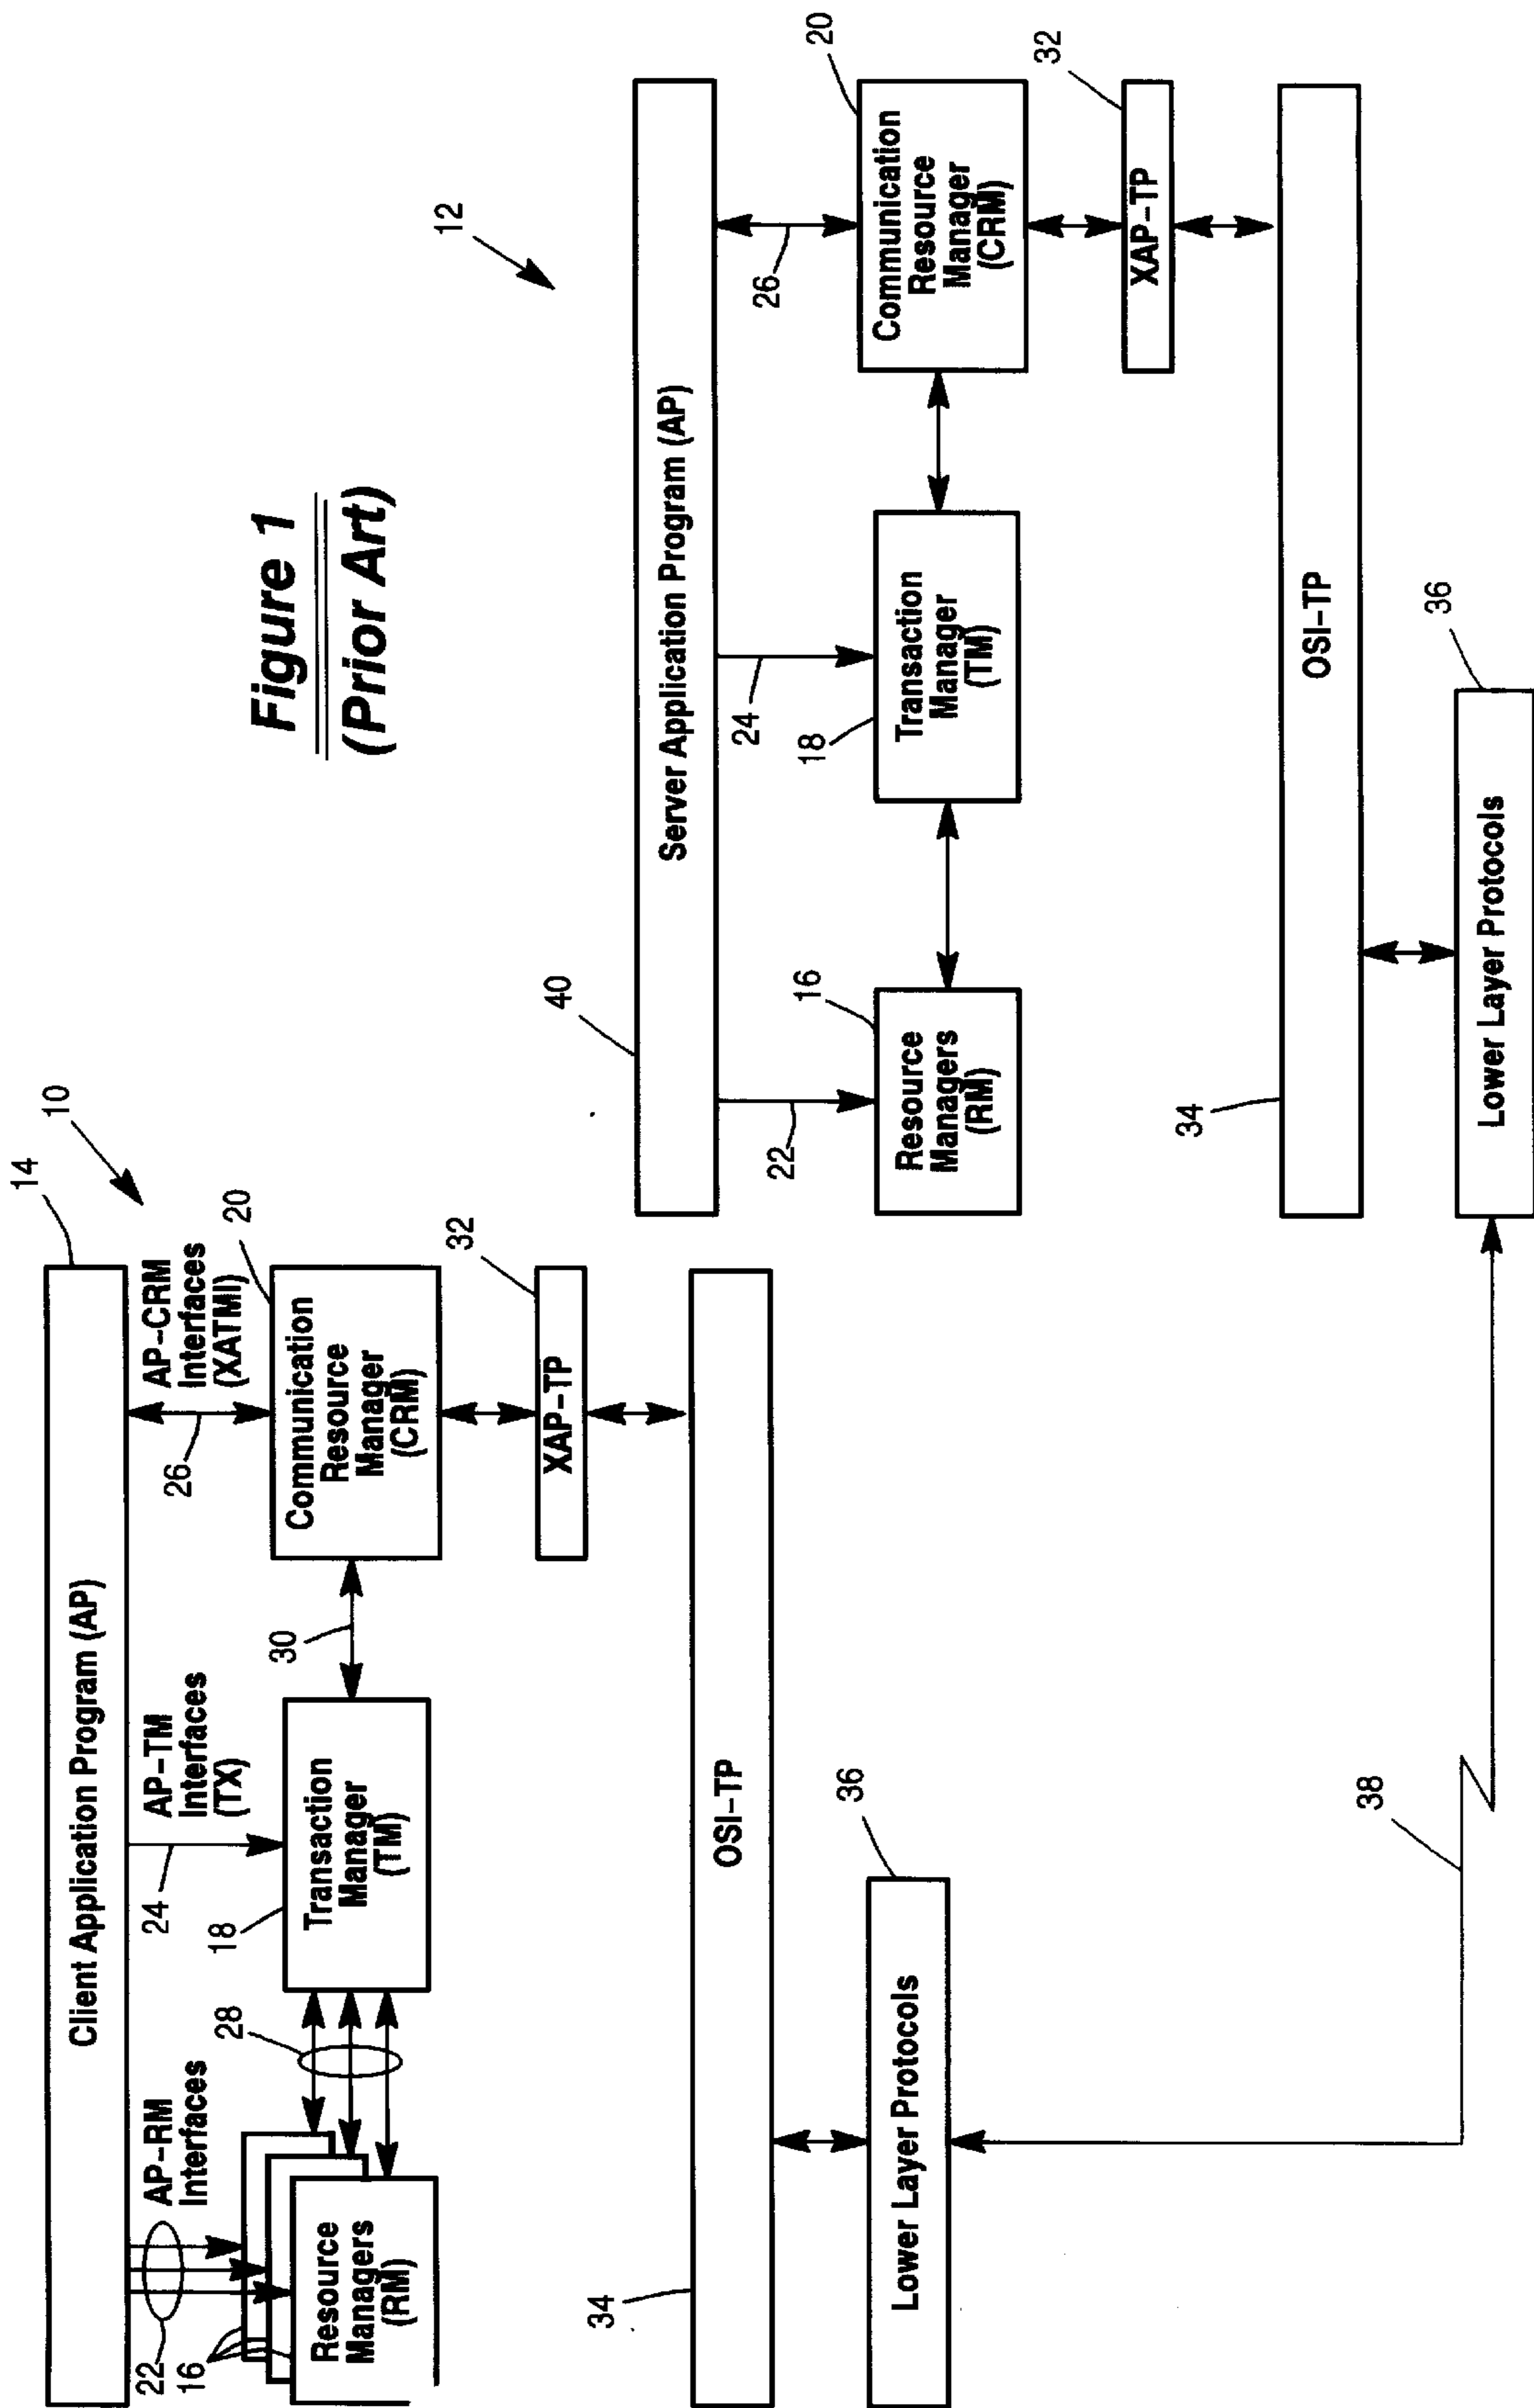 Figure 1
(Prior Art)
10
14
Client Application Program (AP)
22
AP-RM
Interfaces
24
AP-TM
Interfaces
(TX)
26
AP-CRM
Interfaces
(XATMI)
16
Resource
Managers
(RM)
28
18
Transaction
Manager
(TM)
30
20
Communication
Resource
Manager
(CRM)
32
XAP-TP
34
OSI-TP
36
Lower Layer Protocols
38
12
40
Server Application Program (AP)
22
24
26
16
Resource
Managers
(RM)
18
Transaction
Manager
(TM)
20
Communication
Resource
Manager
(CRM)
32
XAP-TP
34
OSI-TP
36
Lower Layer Protocols